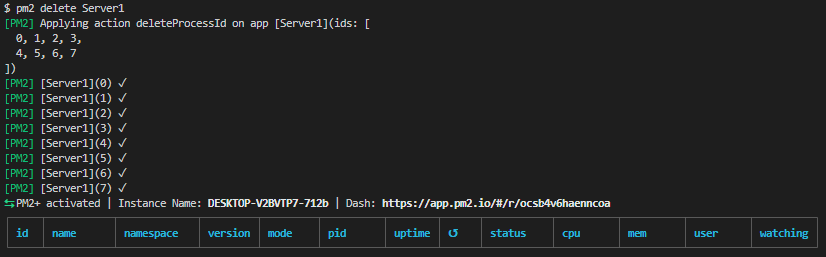 $ pm2 delete Server1
[PM2] Applying action deleteProcessId on app [Server1](ids: [
0, 1, 2, 3,
4, 5, 6, 7
])
[PM2] [Server1](0) ✓
[PM2] [Server1](1) ✓
[PM2] [Server1](2) ✓
[PM2] [Server1](3) ✓
[PM2] [Server1](4) ✓
[PM2] [Server1](5) ✓
[PM2] [Server1](6) ✓
[PM2] [Server1](7) ✓
⇆PM2+ activated | Instance Name: DESKTOP-V2BVTP7-712b | Dash: https://app.pm2.io/#/r/ocsb4v6haenncoa
id name namespace version mode pid uptime ↺ status cpu mem user watching